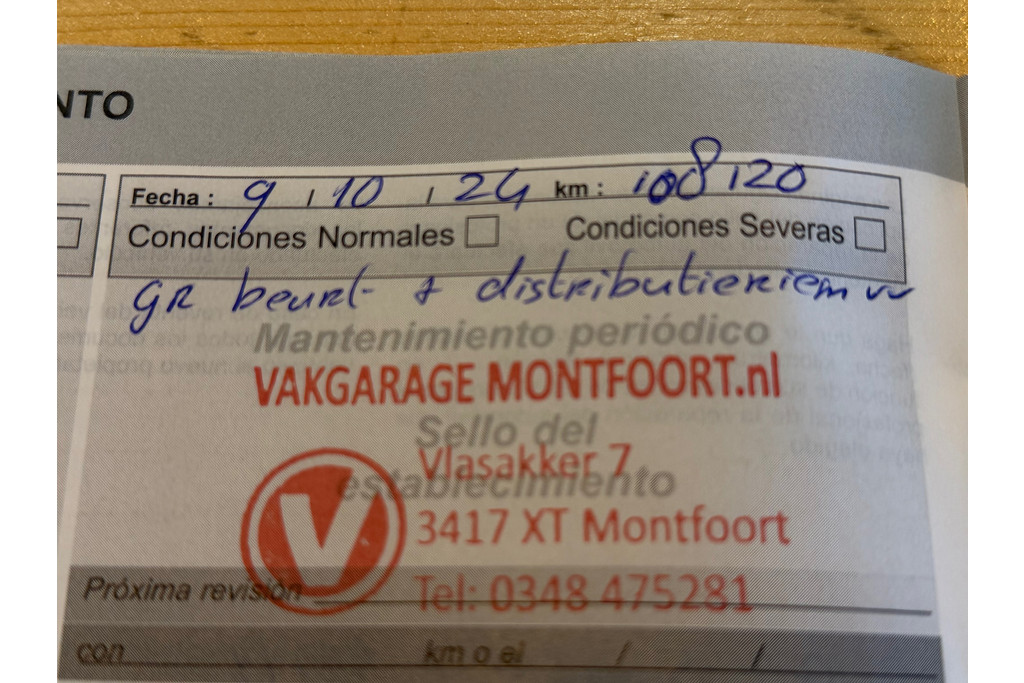 NTO
Fecha : 9 / 10 / 24 km : 108120
Condiciones Normales Condiciones Severas
GR beurt + distributieriem vv
Mantenimiento periódico
VAKGARAGE MONTFOORT.nl
Sello del
Vlasakker 7
establecimiento
V
3417 XT Montfoort
Próxima revisión
Tel: 0348 475281
con km o el / /